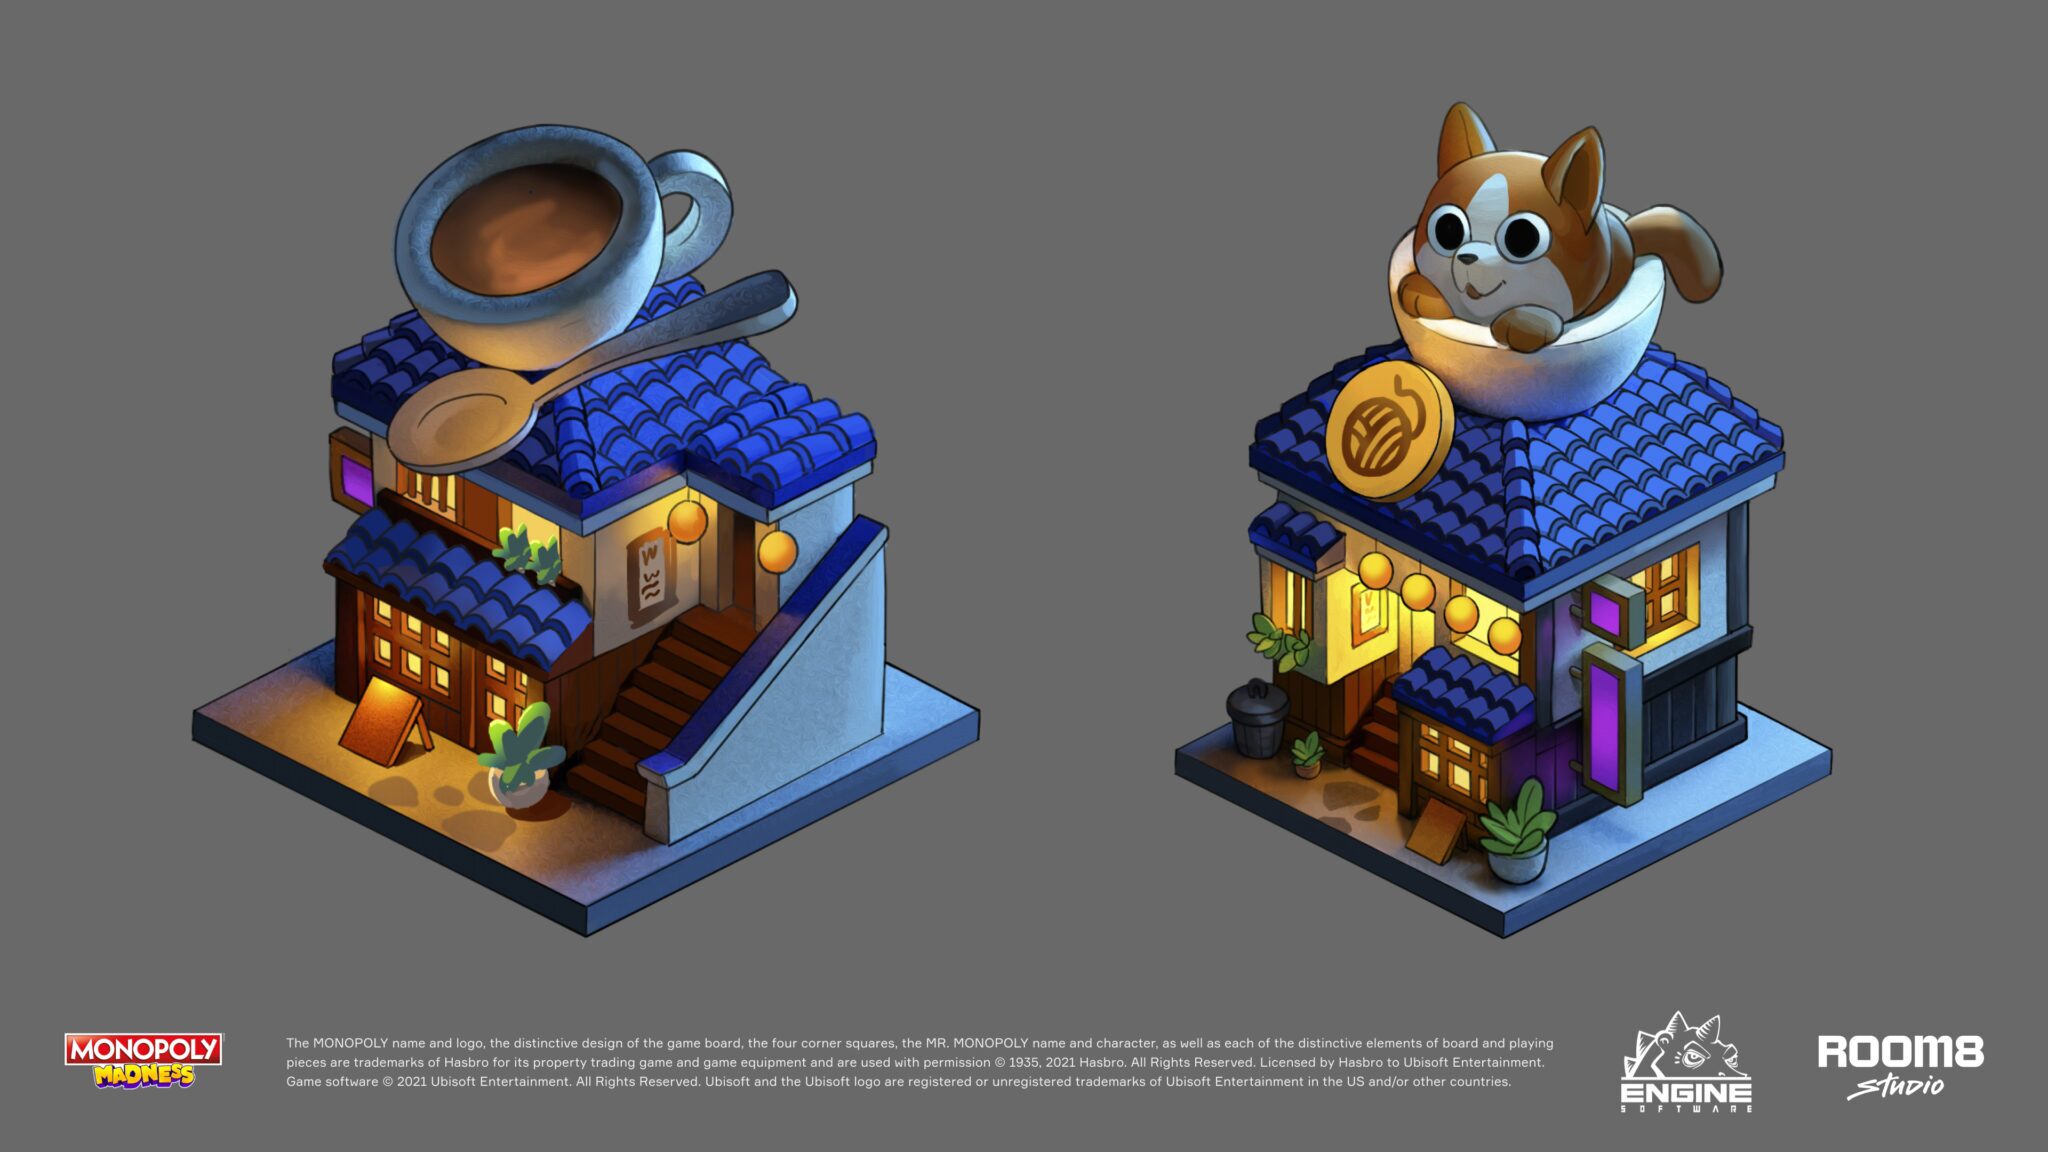 MONOPOLY
MADNESS
The MONOPOLY name and logo, the distinctive design of the game board, the four corner squares, the MR. MONOPOLY name and character, as well as each of the distinctive elements of board and playing
pieces are trademarks of Hasbro for its property trading game and game equipment and are used with permission © 1935, 2021 Hasbro. All Rights Reserved. Licensed by Hasbro to Ubisoft Entertainment.
Game software © 2021 Ubisoft Entertainment. All Rights Reserved. Ubisoft and the Ubisoft logo are registered or unregistered trademarks of Ubisoft Entertainment in the US and/or other countries.
ENGINE
SOFTWARE
ROOM8
STUDIO